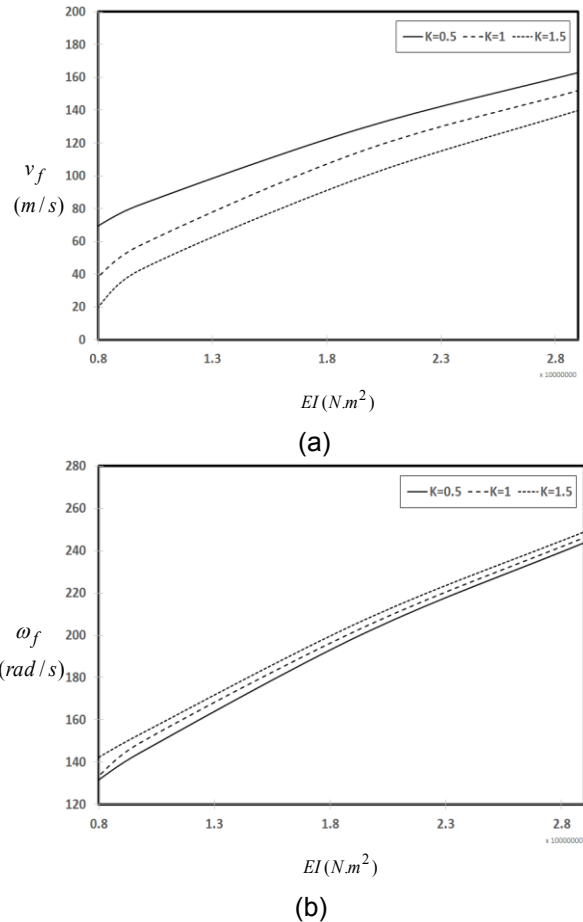 200
180
160
140
120
100
80
60
40
20
0
K=0.5 K=1 K=1.5
v_f
(m/s)
0.8 1.3 1.8 2.3 2.8
x 10000000
EI(N.m²)
(a)
280
260
240
220
200
180
160
140
120
K=0.5 K=1 K=1.5
ω_f
(rad/s)
0.8 1.3 1.8 2.3 2.8
x 10000000
EI(N.m²)
(b)